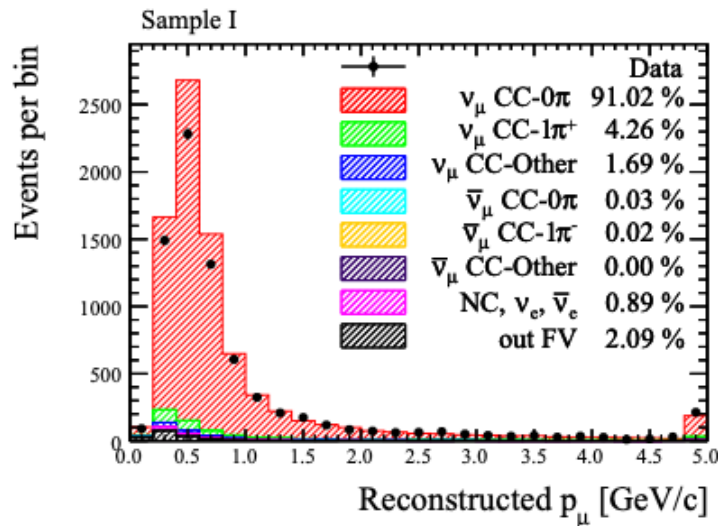 Sample I
Events per bin
2500
2000
1500
1000
500
0
Data
νμ CC-0π 91.02 %
νμ CC-1π⁺ 4.26 %
νμ CC-Other 1.69 %
ν̄μ CC-0π 0.03 %
ν̄μ CC-1π⁻ 0.02 %
ν̄μ CC-Other 0.00 %
NC, νe, ν̄e 0.89 %
out FV 2.09 %
0.0 0.5 1.0 1.5 2.0 2.5 3.0 3.5 4.0 4.5 5.0
Reconstructed pμ [GeV/c]